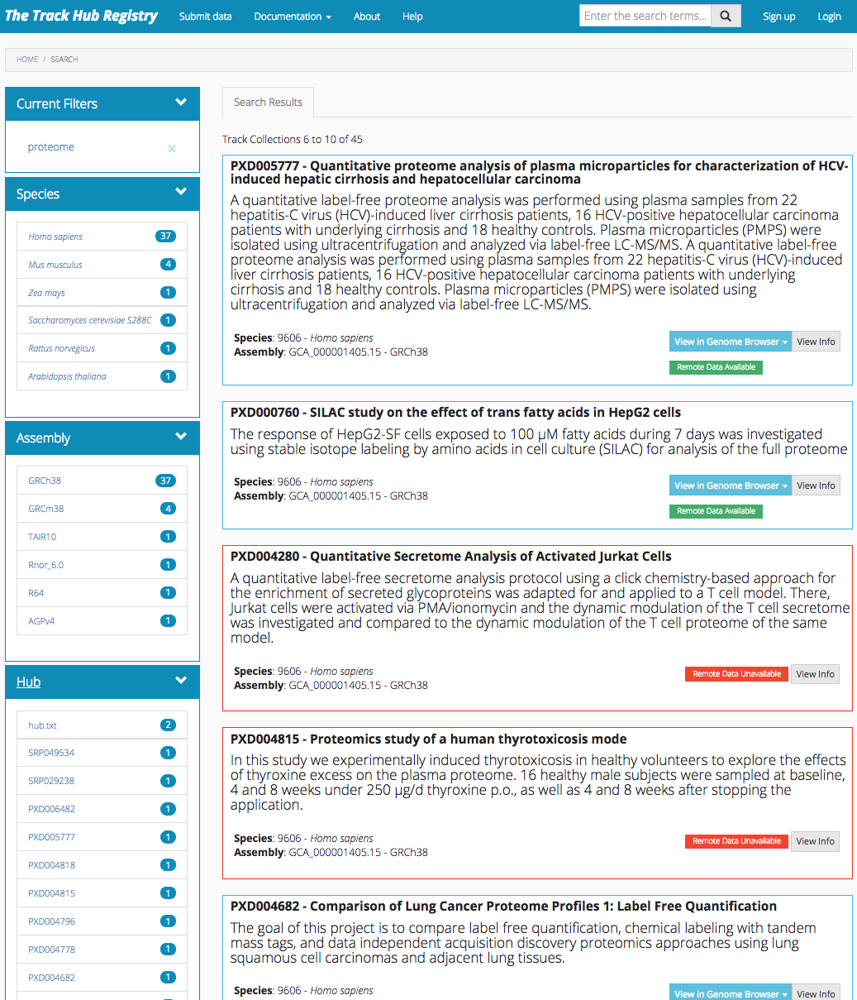 The Track Hub Registry
Submit data
Documentation
About
Help
Enter the search terms...
Sign up
Login
HOME / SEARCH
Current Filters
proteome
Species
Homo sapiens 37
Mus musculus 4
Zea mays 1
Saccharomyces cerevisiae S288C 1
Rattus norvegicus 1
Arabidopsis thaliana 1
Assembly
GRCh38 37
GRCm38 4
TAIR10 1
Rnor_6.0 1
R64 1
AGPv4 1
Hub
hub.txt 2
SRP049534 1
SRP029238 1
PXD006482 1
PXD005777 1
PXD004818 1
PXD004815 1
PXD004796 1
PXD004778 1
PXD004682 1
Search Results
Track Collections 6 to 10 of 45
PXD005777 - Quantitative proteome analysis of plasma microparticles for characterization of HCV-
induced hepatic cirrhosis and hepatocellular carcinoma
A quantitative label-free proteome analysis was performed using plasma samples from 22
hepatitis-C virus (HCV)-induced liver cirrhosis patients, 16 HCV-positive hepatocellular carcinoma
patients with underlying cirrhosis and 18 healthy controls. Plasma microparticles (PMPS) were
isolated using ultracentrifugation and analyzed via label-free LC-MS/MS. A quantitative label-free
proteome analysis was performed using plasma samples from 22 hepatitis-C virus (HCV)-induced
liver cirrhosis patients, 16 HCV-positive hepatocellular carcinoma patients with underlying
cirrhosis and 18 healthy controls. Plasma microparticles (PMPS) were isolated using
ultracentrifugation and analyzed via label-free LC-MS/MS.
Species: 9606 - Homo sapiens
Assembly: GCA_000001405.15 - GRCh38
View in Genome Browser
View Info
Remote Data Available
PXD000760 - SILAC study on the effect of trans fatty acids in HepG2 cells
The response of HepG2-SF cells exposed to 100 µM fatty acids during 7 days was investigated
using stable isotope labeling by amino acids in cell culture (SILAC) for analysis of the full proteome
Species: 9606 - Homo sapiens
Assembly: GCA_000001405.15 - GRCh38
View in Genome Browser
View Info
Remote Data Available
PXD004280 - Quantitative Secretome Analysis of Activated Jurkat Cells
A quantitative label-free secretome analysis protocol using a click chemistry-based approach for
the enrichment of secreted glycoproteins was adapted for and applied to a T cell model. There,
Jurkat cells were activated via PMA/ionomycin and the dynamic modulation of the T cell secretome
was investigated and compared to the dynamic modulation of the T cell proteome of the same
model.
Species: 9606 - Homo sapiens
Assembly: GCA_000001405.15 - GRCh38
Remote Data Unavailable
View Info
PXD004815 - Proteomics study of a human thyrotoxicosis mode
In this study we experimentally induced thyrotoxicosis in healthy volunteers to explore the effects
of thyroxine excess on the plasma proteome. 16 healthy male subjects were sampled at baseline,
4 and 8 weeks under 250 µg/d thyroxine p.o., as well as 4 and 8 weeks after stopping the
application.
Species: 9606 - Homo sapiens
Assembly: GCA_000001405.15 - GRCh38
Remote Data Unavailable
View Info
PXD004682 - Comparison of Lung Cancer Proteome Profiles 1: Label Free Quantification
The goal of this project is to compare label free quantification, chemical labeling with tandem
mass tags, and data independent acquisition discovery proteomics approaches using lung
squamous cell carcinomas and adjacent lung tissues.
Species: 9606 - Homo sapiens
View in Genome Browser
View Info